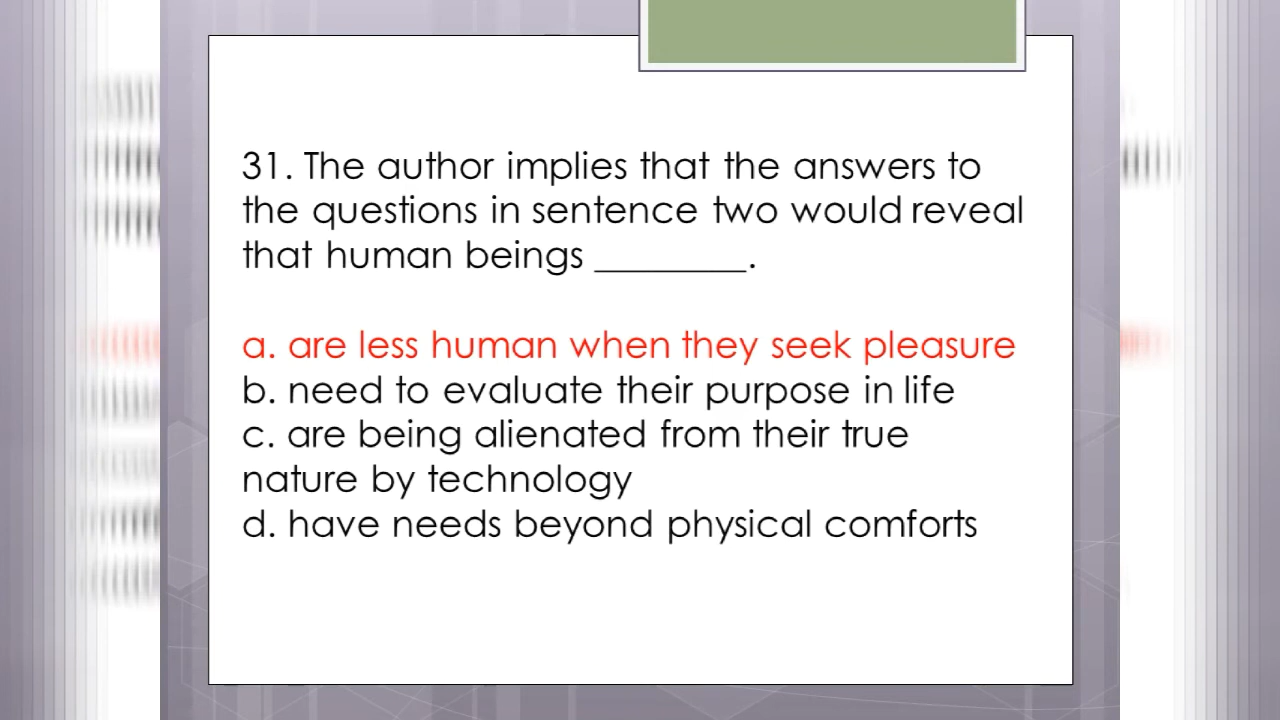 31. The author implies that the answers to
the questions in sentence two would reveal
that human beings ________.
a. are less human when they seek pleasure
b. need to evaluate their purpose in life
c. are being alienated from their true
nature by technology
d. have needs beyond physical comforts